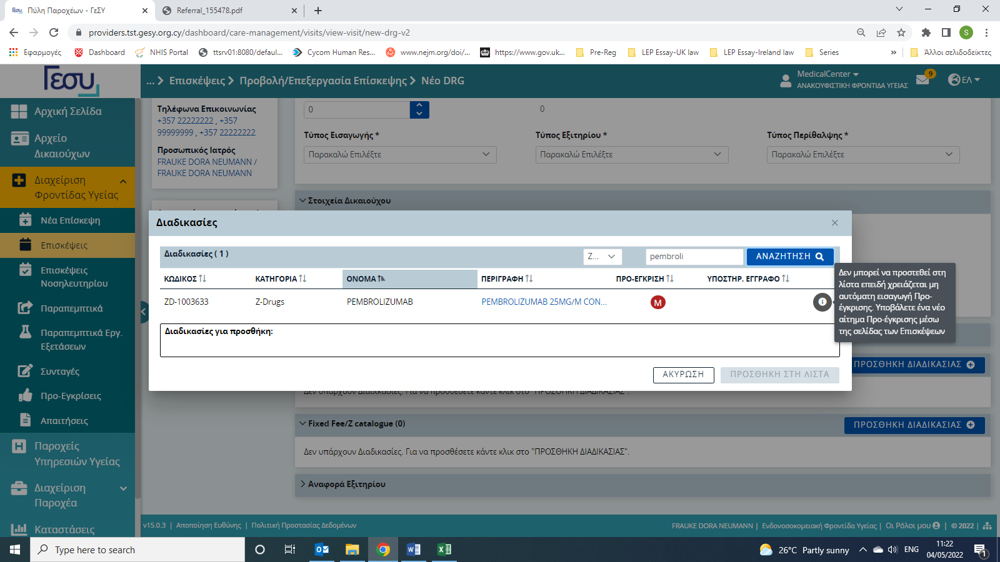 Πύλη Παροχέων - ΓεΣΥ
Referral_155478.pdf
providers.tst.gesy.org.cy/dashboard/care-management/visits/view-visit/new-drg-v2
S
Εφαρμογές
Dashboard
NHIS Portal
ttsrv01:8080/defaul...
Cycom Human Res...
www.nejm.org/doi/...
https://www.gov.uk...
Pre-Reg
LEP Essay-UK law
LEP Essay-Ireland law
Series
»
Άλλοι σελιδοδείκτες
Γεσυ
... > Επισκέψεις > Προβολή/Επεξεργασία Επίσκεψης > Νέο DRG
MedicalCenter
ΑΝΑΚΟΥΦΙΣΤΙΚΗ ΦΡΟΝΤΙΔΑ ΥΓΕΙΑΣ
9
ΕΛ
Αρχική Σελίδα
Αρχείο
Δικαιούχων
Διαχείριση
Φροντίδας Υγείας
Νέα Επίσκεψη
Επισκέψεις
Επισκέψεις
Νοσηλευτηρίου
Παραπεμπτικά
Παραπεμπτικά Εργ.
Εξετάσεων
Συνταγές
Προ-Εγκρίσεις
Απαιτήσεις
Παροχείς
Υπηρεσιών Υγείας
Διαχείριση
Παροχέα
Καταστάσεις
Τηλέφωνα Επικοινωνίας
+357 22222222 , +357
99999999 , +357 22222222
Προσωπικός Ιατρός
FRAUKE DORA NEUMANN /
FRAUKE DORA NEUMANN
0
0
Τύπος Εισαγωγής *
Τύπος Εξιτηρίου *
Τύπος Περίθαλψης *
Παρακαλώ Επιλέξτε
Παρακαλώ Επιλέξτε
Παρακαλώ Επιλέξτε
Στοιχεία Δικαιούχου
Διαδικασίες
Διαδικασίες ( 1 )
Z...
pembroli
ΑΝΑΖΗΤΗΣΗ
ΚΩΔΙΚΟΣ
ΚΑΤΗΓΟΡΙΑ
ΟΝΟΜΑ
ΠΕΡΙΓΡΑΦΗ
ΠΡΟ-ΕΓΚΡΙΣΗ
ΥΠΟΣΤΗΡ. ΕΓΓΡΑΦΟ
ZD-1003633
Z-Drugs
PEMBROLIZUMAB
PEMBROLIZUMAB 25MG/M CON...
M
Δεν μπορεί να προστεθεί στη
λίστα επειδή χρειάζεται μη
αυτόματη εισαγωγή Προ-
έγκρισης. Υποβάλετε ένα νέο
αίτημα Προ-έγκρισης μέσω
της σελίδας των Επισκέψεων
Διαδικασίες για προσθήκη:
ΑΚΥΡΩΣΗ
ΠΡΟΣΘΗΚΗ ΣΤΗ ΛΙΣΤΑ
ΠΡΟΣΘΗΚΗ ΔΙΑΔΙΚΑΣΙΑΣ
Δεν υπάρχουν Διαδικασίες. Για να προσθέσετε κάντε κλικ στο "ΠΡΟΣΘΗΚΗ ΔΙΑΔΙΚΑΣΙΑΣ".
Fixed Fee/Z catalogue (0)
ΠΡΟΣΘΗΚΗ ΔΙΑΔΙΚΑΣΙΑΣ
Δεν υπάρχουν Διαδικασίες. Για να προσθέσετε κάντε κλικ στο "ΠΡΟΣΘΗΚΗ ΔΙΑΔΙΚΑΣΙΑΣ".
Αναφορά Εξιτηρίου
v15.0.3 | Αποποίηση Ευθύνης | Πολιτική Προστασίας Δεδομένων
FRAUKE DORA NEUMANN | Ενδονοσοκομειακή Φροντίδα Υγείας | Οι Ρόλοι μου | © 2022 |
Type here to search
26°C Partly sunny
ENG
11:22
04/05/2022
1